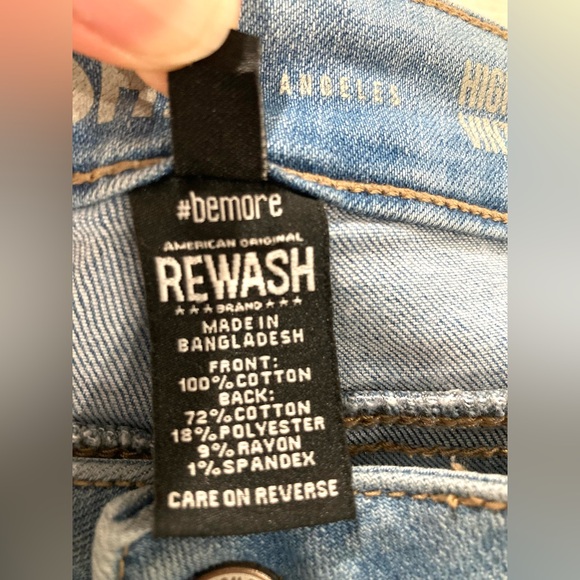 ANGELES
#bemore
AMERICAN ORIGINAL
REWASH
★★★BRAND★★★
MADE IN
BANGLADESH
FRONT:
100%COTTON
BACK:
72%COTTON
18%POLYESTER
9%RAYON
1%SPANDEX
CARE ON REVERSE